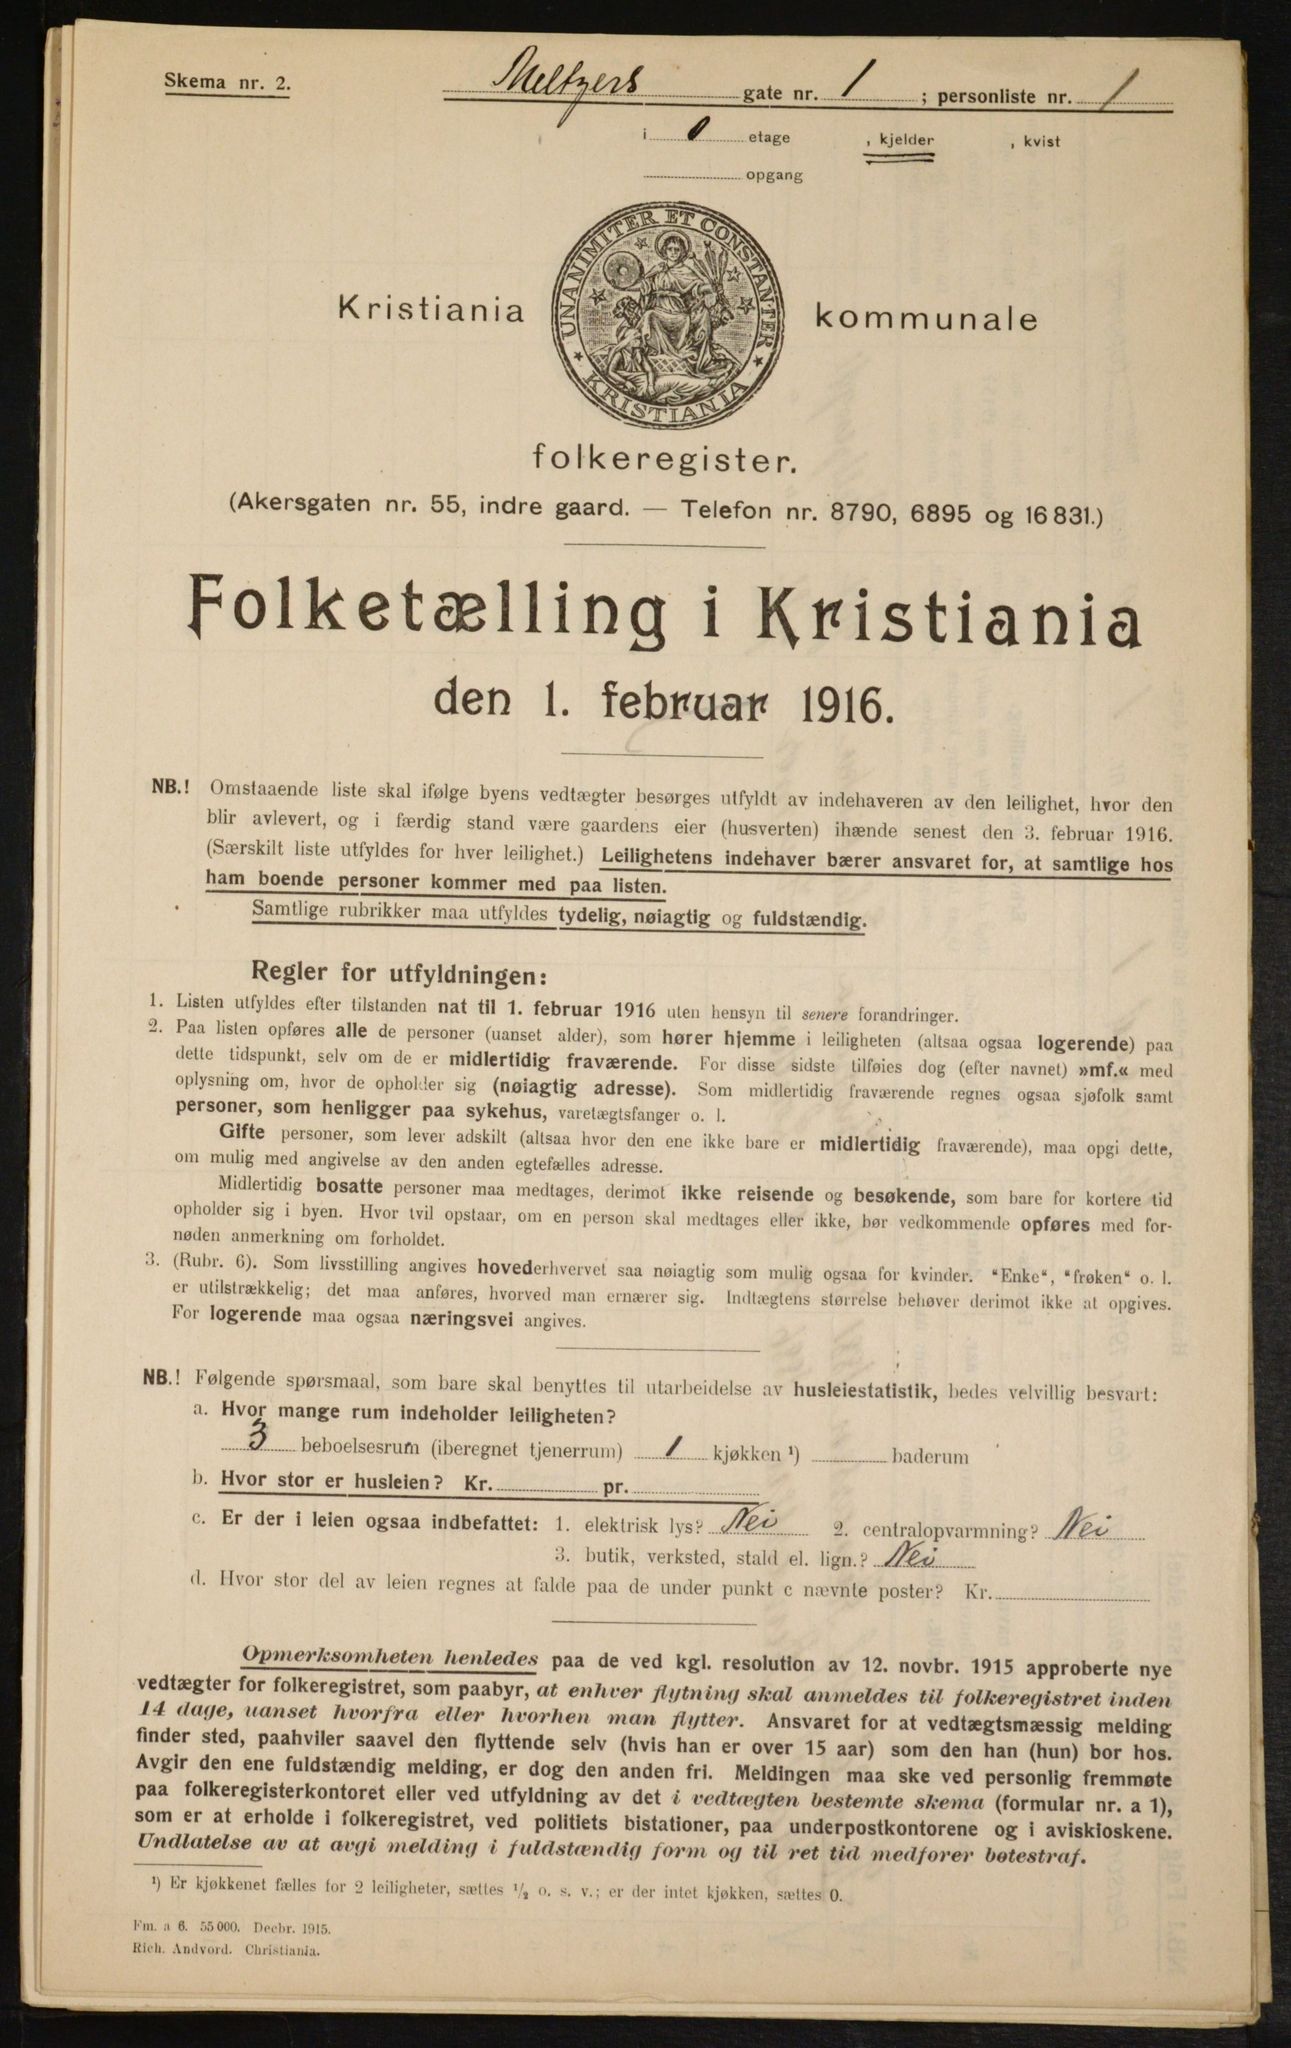 Skema nr. 2.
Meltzers gate nr. 1 ; personliste nr. 1
i 0 etage , kjelder , kvist
opgang
UNANIMITER ET CONSTANTER
KRISTIANIA
Kristiania kommunale
folkeregister.
(Akersgaten nr. 55, indre gaard. — Telefon nr. 8790, 6895 og 16 831.)
Folketælling i Kristiania
den 1. februar 1916.
NB.! Omstaaende liste skal ifølge byens vedtægter besørges utfyldt av indehaveren av den leilighet, hvor den
blir avlevert, og i færdig stand være gaardens eier (husverten) ihænde senest den 3. februar 1916.
(Særskilt liste utfyldes for hver leilighet.) Leilighetens indehaver bærer ansvaret for, at samtlige hos
ham boende personer kommer med paa listen.
Samtlige rubrikker maa utfyldes tydelig, nøiagtig og fuldstændig.
Regler for utfyldningen:
1. Listen utfyldes efter tilstanden nat til 1. februar 1916 uten hensyn til senere forandringer.
2. Paa listen opføres alle de personer (uanset alder), som hører hjemme i leiligheten (altsaa ogsaa logerende) paa
dette tidspunkt, selv om de er midlertidig fraværende. For disse sidste tilføies dog (efter navnet) »mf.« med
oplysning om, hvor de opholder sig (nøiagtig adresse). Som midlertidig fraværende regnes ogsaa sjøfolk samt
personer, som henligger paa sykehus, varetægtsfanger o. l.
Gifte personer, som lever adskilt (altsaa hvor den ene ikke bare er midlertidig fraværende), maa opgi dette,
om mulig med angivelse av den anden egtefælles adresse.
Midlertidig bosatte personer maa medtages, derimot ikke reisende og besøkende, som bare for kortere tid
opholder sig i byen. Hvor tvil opstaar, om en person skal medtages eller ikke, bør vedkommende opføres med for-
nøden anmerkning om forholdet.
3. (Rubr. 6). Som livsstilling angives hovederhvervet saa nøiagtig som mulig ogsaa for kvinder. "Enke", "frøken" o. l.
er utilstrækkelig; det maa anføres, hvorved man ernærer sig. Indtægtens størrelse behøver derimot ikke at opgives.
For logerende maa ogsaa næringsvei angives.
NB.! Følgende spørsmaal, som bare skal benyttes til utarbeidelse av husleiestatistik, bedes velvillig besvart:
a. Hvor mange rum indeholder leiligheten?
3 beboelsesrum (iberegnet tjenerrum) 1 kjøkken ¹) baderum
b. Hvor stor er husleien? Kr. pr.
c. Er der i leien ogsaa indbefattet: 1. elektrisk lys? Nei 2. centralopvarmning? Nei
3. butik, verksted, stald el. lign.? Nei
d. Hvor stor del av leien regnes at falde paa de under punkt c nævnte poster? Kr.
Opmerksomheten henledes paa de ved kgl. resolution av 12. novbr. 1915 approberte nye
vedtægter for folkeregistret, som paabyr, at enhver flytning skal anmeldes til folkeregistret inden
14 dage, uanset hvorfra eller hvorhen man flytter. Ansvaret for at vedtægtsmæssig melding
finder sted, paahviler saavel den flyttende selv (hvis han er over 15 aar) som den han (hun) bor hos.
Avgir den ene fuldstændig melding, er dog den anden fri. Meldingen maa ske ved personlig fremmøte
paa folkeregisterkontoret eller ved utfyldning av det i vedtægten bestemte skema (formular nr. a 1),
som er at erholde i folkeregistret, ved politiets bistationer, paa underpostkontorene og i aviskioskene.
Undlatelse av at avgi melding i fuldstændig form og til ret tid medfører bøtestraf.
¹) Er kjøkkenet fælles for 2 leiligheter, sættes ½ o. s. v.; er der intet kjøkken, sættes 0.
Fm. a 6. 55 000. Decbr. 1915.
Rich. Andvord. Christiania.